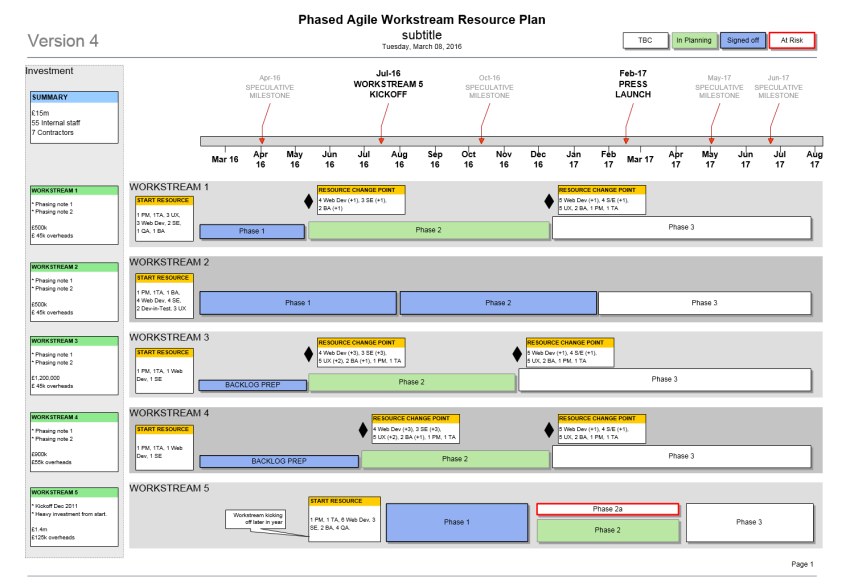 Phased Agile Workstream Resource Plan
subtitle
Tuesday, March 08, 2016
Version 4
TBC
In Planning
Signed off
At Risk
Investment
SUMMARY
£15m
55 Internal staff
7 Contractors
Apr-16
SPECULATIVE
MILESTONE
Jul-16
WORKSTREAM 5
KICKOFF
Oct-16
SPECULATIVE
MILESTONE
Feb-17
PRESS
LAUNCH
May-17
SPECULATIVE
MILESTONE
Jun-17
SPECULATIVE
MILESTONE
Mar 16
Apr 16
May 16
Jun 16
Jul 16
Aug 16
Sep 16
Oct 16
Nov 16
Dec 16
Jan 17
Feb 17
Mar 17
Apr 17
May 17
Jun 17
Jul 17
Aug 17
WORKSTREAM 1
* Phasing note 1
* Phasing note 2
£500k
£ 45k overheads
WORKSTREAM 1
START RESOURCE
1 PM, 1TA, 3 UX,
3 Web Dev, 2 SE,
1 QA, 1 BA
RESOURCE CHANGE POINT
4 Web Dev (+1), 3 SE (+1),
2 BA (+1)
RESOURCE CHANGE POINT
5 Web Dev (+1), 4 S/E (+1),
5 UX, 2 BA, 1 PM, 1 TA
Phase 1
Phase 2
Phase 3
WORKSTREAM 2
* Phasing note 1
* Phasing note 2
£500k
£ 45k overheads
WORKSTREAM 2
START RESOURCE
1 PM, 1TA, 1 BA,
4 Web Dev, 4 SE,
2 Dev-in-Test, 3 UX
Phase 1
Phase 2
Phase 3
WORKSTREAM 3
* Phasing note 1
* Phasing note 2
£1,200,000
£ 45k overheads
WORKSTREAM 3
START RESOURCE
1 PM, 1TA, 1 Web
Dev, 1 SE
RESOURCE CHANGE POINT
4 Web Dev (+3), 3 SE (+3),
5 UX (+2), 2 BA (+1), 1 PM, 1 TA
RESOURCE CHANGE POINT
5 Web Dev (+1), 4 S/E (+1),
5 UX, 2 BA, 1 PM, 1 TA
BACKLOG PREP
Phase 2
Phase 3
WORKSTREAM 4
* Phasing note 1
* Phasing note 2
£900k
£55k overheads
WORKSTREAM 4
START RESOURCE
1 PM, 1TA, 1 Web
Dev, 1 SE
RESOURCE CHANGE POINT
4 Web Dev (+3), 3 SE (+3),
5 UX (+2), 2 BA (+1), 1 PM, 1 TA
RESOURCE CHANGE POINT
5 Web Dev (+1), 4 S/E (+1),
5 UX, 2 BA, 1 PM, 1 TA
BACKLOG PREP
Phase 2
Phase 3
WORKSTREAM 5
* Kickoff Dec 2011
* Heavy investment from start.
£1.4m
£125k overheads
WORKSTREAM 5
Workstream kicking
off later in year
START RESOURCE
1 PM, 1 TA, 6 Web Dev, 3
SE, 2 BA, 4 QA.
Phase 1
Phase 2a
Phase 2
Phase 3
Page 1